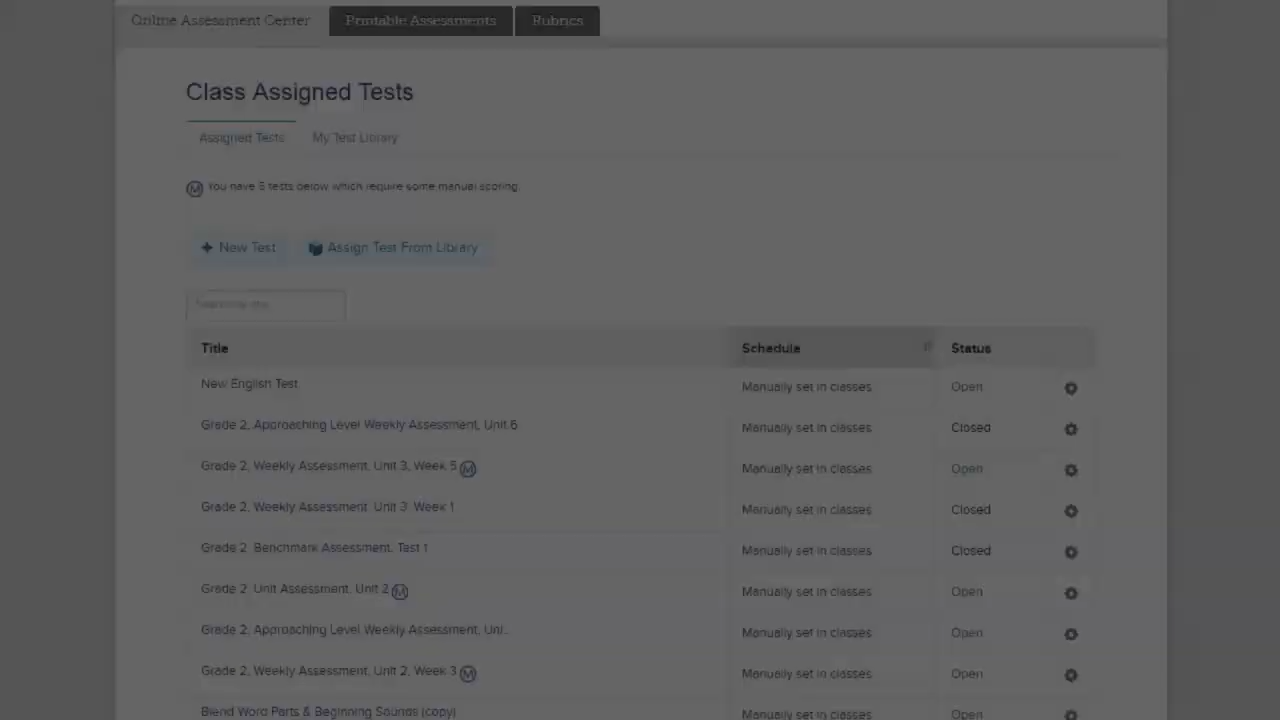 Online Assessment Center Printable Assessments Rubrics
Class Assigned Tests
Assigned Tests My Test Library
M You have 5 tests below which require some manual scoring.
New Test Assign Test From Library
Title Schedule Status
New English Test Manually set in classes Open
Grade 2, Approaching Level Weekly Assessment, Unit 6 Manually set in classes Closed
Grade 2, Weekly Assessment, Unit 3, Week 5 M Manually set in classes Open
Grade 2, Weekly Assessment, Unit 3, Week 1 Manually set in classes Closed
Grade 2, Benchmark Assessment, Test 1 Manually set in classes Closed
Grade 2, Unit Assessment, Unit 2 M Manually set in classes Open
Grade 2, Approaching Level Weekly Assessment, Uni... Manually set in classes Open
Grade 2, Weekly Assessment, Unit 2, Week 3 M Manually set in classes Open
Blend Word Parts & Beginning Sounds (copy) Manually set in classes Open